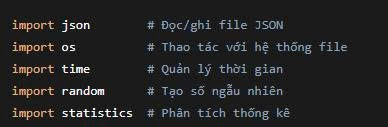 import json # Đọc/ghi file JSON
import os # Thao tác với hệ thống file
import time # Quản lý thời gian
import random # Tạo số ngẫu nhiên
import statistics # Phân tích thống kê